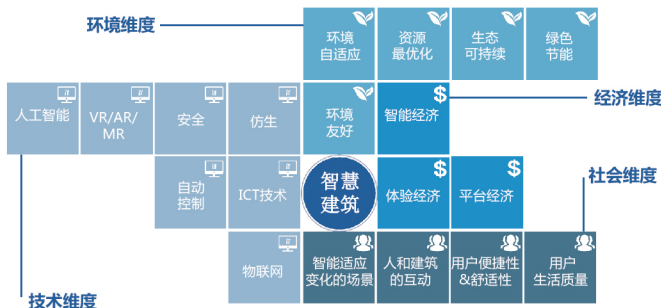 环境维度
环境
自适应
资源
最优化
生态
可持续
绿色
节能
人工智能
VR/AR/
MR
安全
仿生
环境
友好
智能经济
经济维度
自动
控制
ICT技术
智慧
建筑
体验经济
平台经济
社会维度
物联网
智能适应
变化的场景
人和建筑
的互动
用户便捷性
&舒适性
用户
生活质量
技术维度